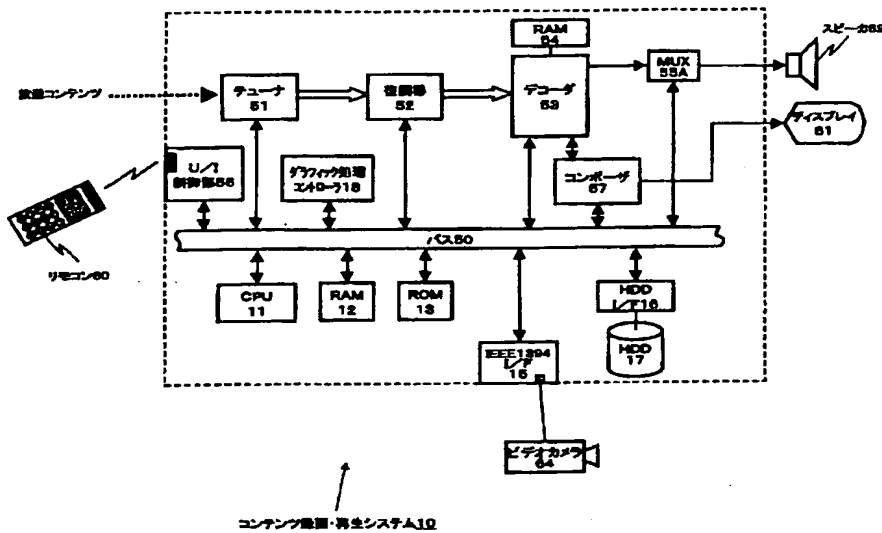 RAM
54
スピーカ62
MUX
55A
放送コンテンツ
チューナ
51
復調器
52
デコーダ
53
ディスプレイ
61
U/I
制御部56
グラフィック処理
コントローラ18
コンポーザ
57
バス50
リモコン60
CPU
11
RAM
12
ROM
13
HDD
I/F16
IEEE1394
I/F
15
HDD
17
ビデオカメラ
64
コンテンツ録画・再生システム10